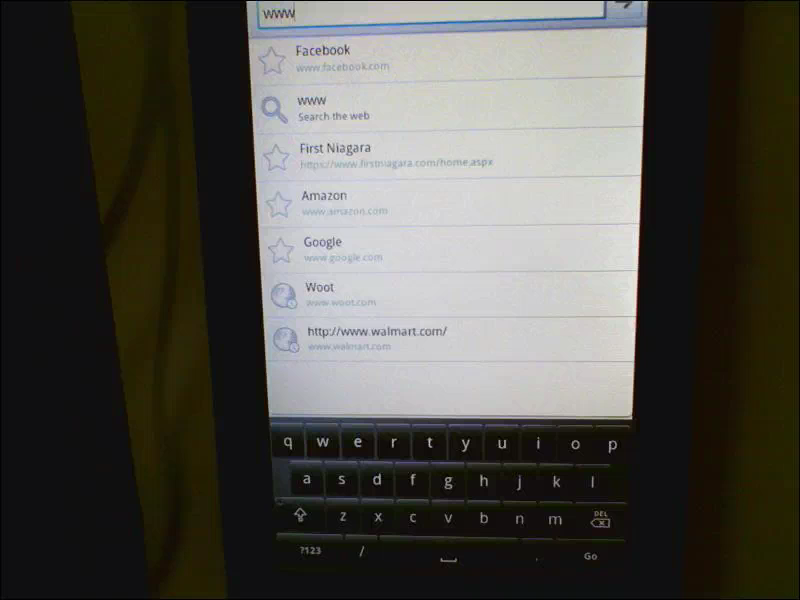 www
Facebook
www.facebook.com
www
Search the web
First Niagara
https://www.firstniagara.com/home.aspx
Amazon
www.amazon.com
Google
www.google.com
Woot
www.woot.com
http://www.walmart.com/
www.walmart.com
q w e r t y u i o p
a s d f g h j k l
z x c v b n m DEL
?123 / . Go